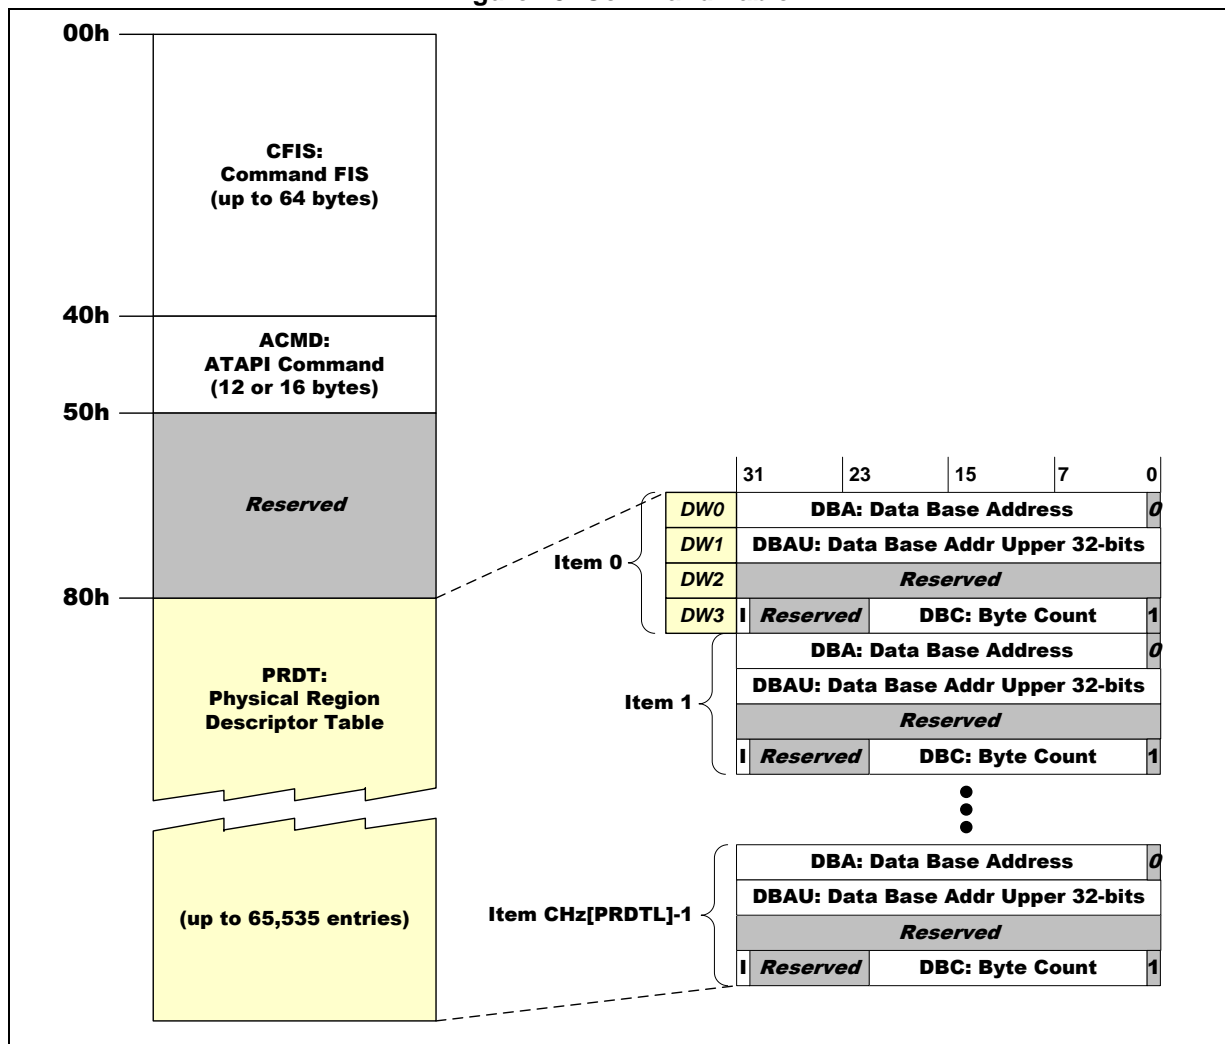 00h
CFIS:
Command FIS
(up to 64 bytes)
40h
ACMD:
ATAPI Command
(12 or 16 bytes)
50h
Reserved
80h
PRDT:
Physical Region
Descriptor Table
(up to 65,535 entries)
31 23 15 7 0
Item 0
DW0 DBA: Data Base Address 0
DW1 DBAU: Data Base Addr Upper 32-bits
DW2 Reserved
DW3 I Reserved DBC: Byte Count 1
Item 1
DBA: Data Base Address 0
DBAU: Data Base Addr Upper 32-bits
Reserved
I Reserved DBC: Byte Count 1
Item CHz[PRDTL]-1
DBA: Data Base Address 0
DBAU: Data Base Addr Upper 32-bits
Reserved
I Reserved DBC: Byte Count 1